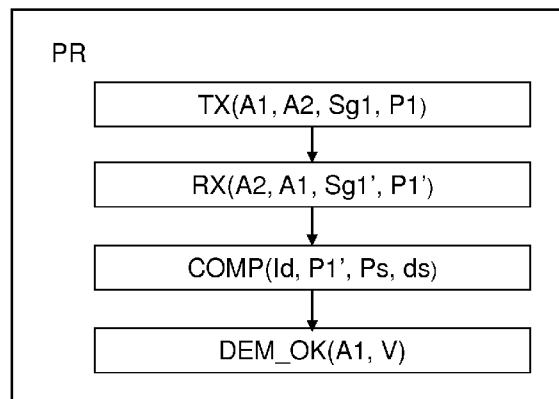 PR
TX(A1, A2, Sg1, P1)
RX(A2, A1, Sg1’, P1’)
COMP(Id, P1’, Ps, ds)
DEM_OK(A1, V)